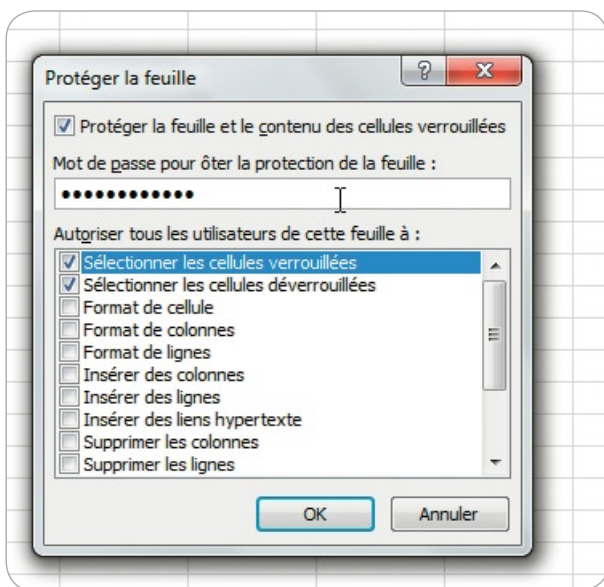 Protéger la feuille
Protéger la feuille et le contenu des cellules verrouillées
Mot de passe pour ôter la protection de la feuille :
••••••••••••
Autoriser tous les utilisateurs de cette feuille à :
Sélectionner les cellules verrouillées
Sélectionner les cellules déverrouillées
Format de cellule
Format de colonnes
Format de lignes
Insérer des colonnes
Insérer des lignes
Insérer des liens hypertexte
Supprimer les colonnes
Supprimer les lignes
OK Annuler